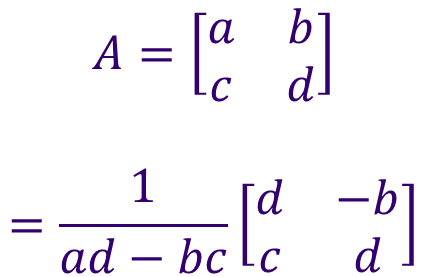 A = [a b
c d]
= 1/(ad − bc) [d −b
c d]